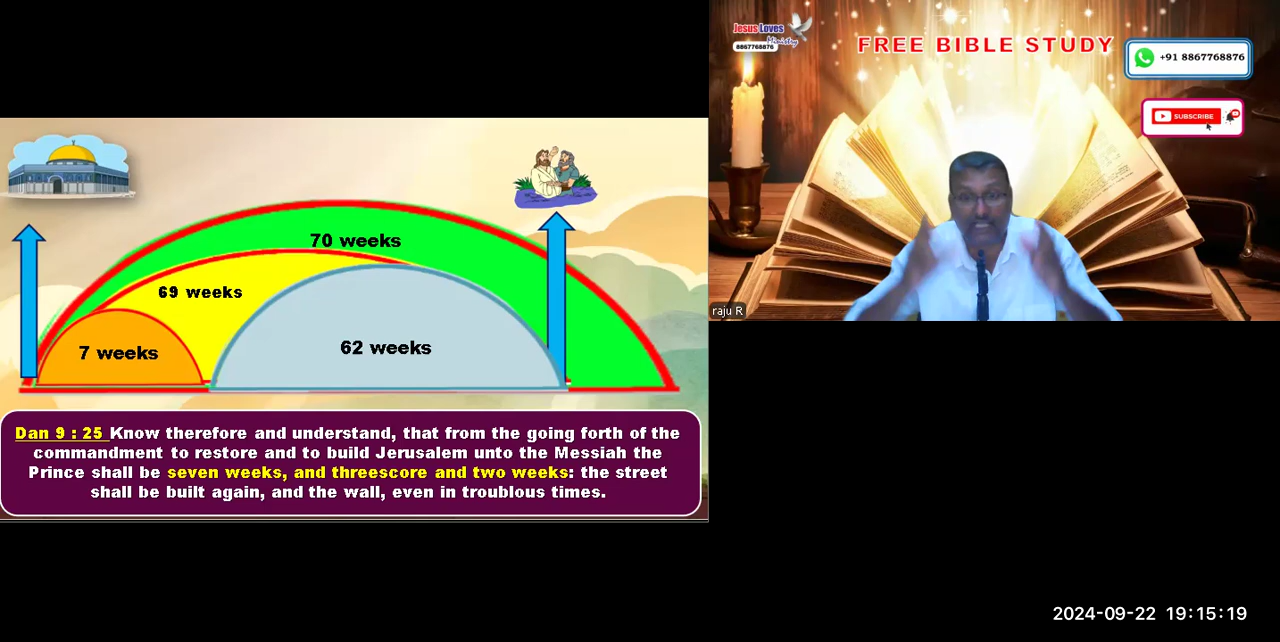 70 weeks
69 weeks
7 weeks
62 weeks
Dan 9 : 25 Know therefore and understand, that from the going forth of the
commandment to restore and to build Jerusalem unto the Messiah the
Prince shall be seven weeks, and threescore and two weeks: the street
shall be built again, and the wall, even in troublous times.
Jesus Loves
Ministry
8867768876
FREE BIBLE STUDY
+91 8867768876
SUBSCRIBE
raju R
2024-09-22 19:15:19